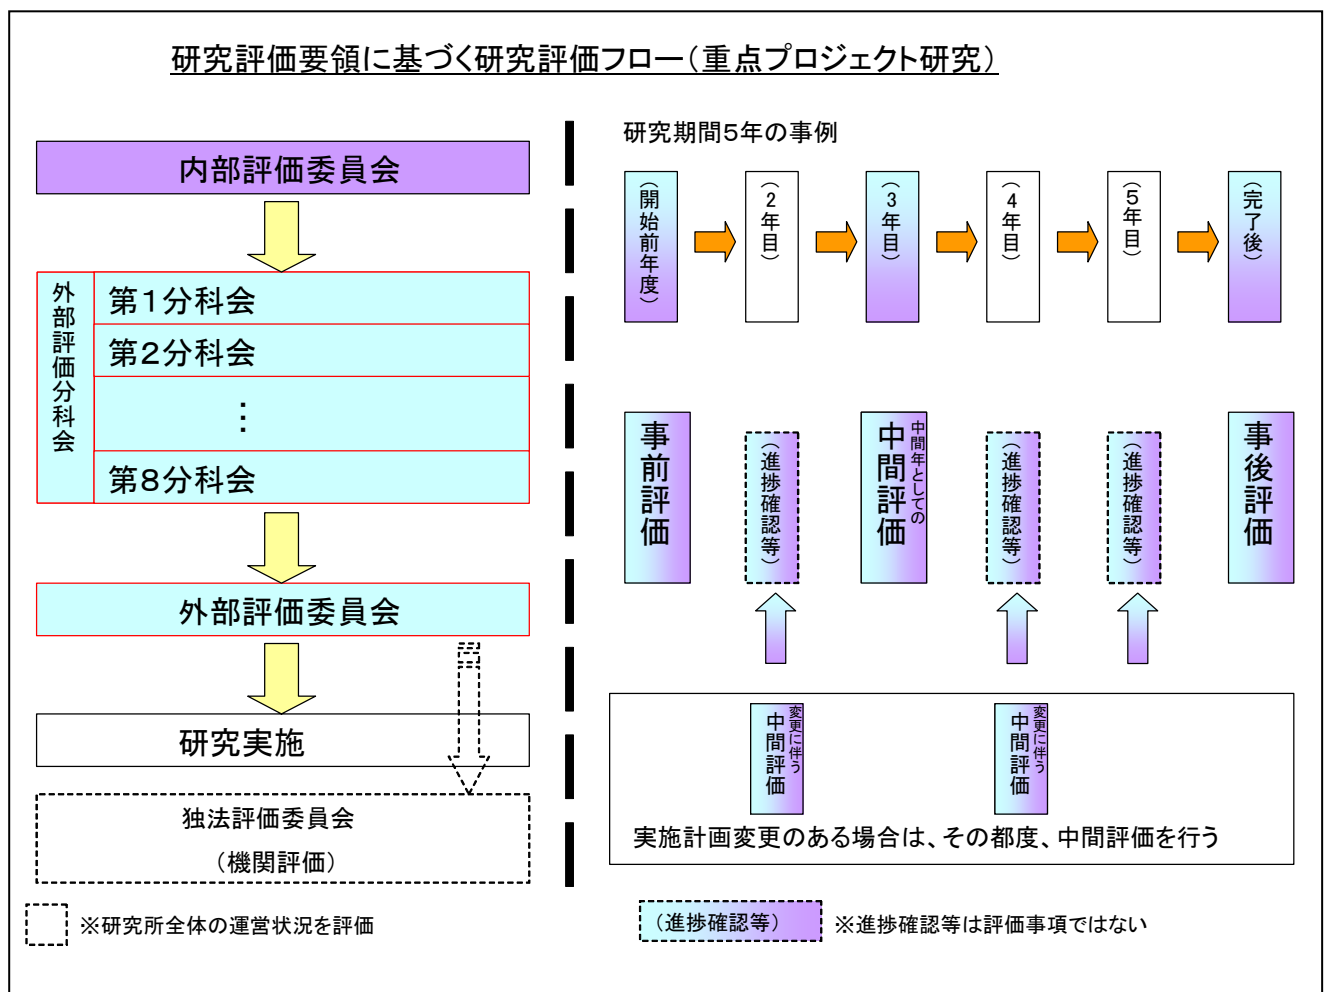 研究評価要領に基づく研究評価フロー（重点プロジェクト研究）
内部評価委員会
外部評価分科会
第１分科会
第２分科会
⋮
第８分科会
外部評価委員会
研究実施
独法評価委員会
（機関評価）
※研究所全体の運営状況を評価
研究期間５年の事例
（開始前年度）
（２年目）
（３年目）
（４年目）
（５年目）
（完了後）
事前評価
（進捗確認等）
中間年としての
中間評価
（進捗確認等）
（進捗確認等）
事後評価
変更に伴う
中間評価
変更に伴う
中間評価
実施計画変更のある場合は、その都度、中間評価を行う
（進捗確認等）
※進捗確認等は評価事項ではない